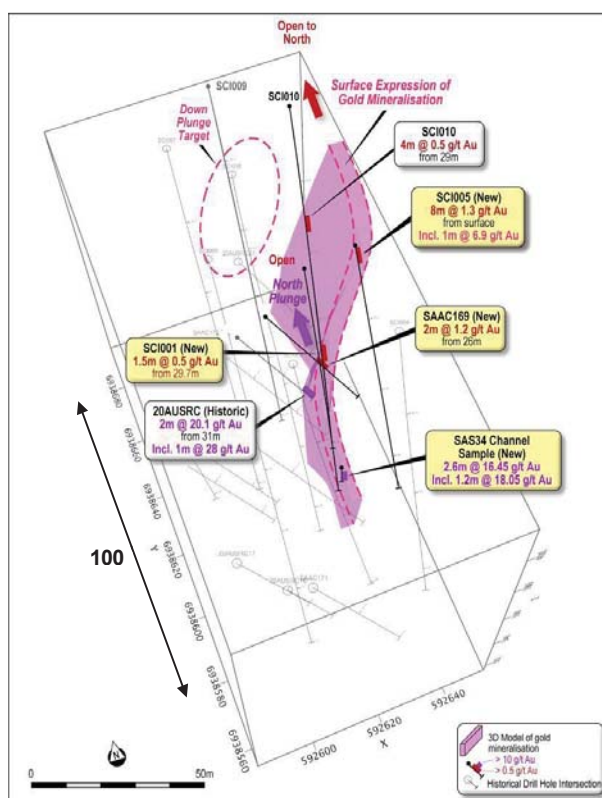 Open to
North
SCI009
SCI010
Surface Expression of
Gold Mineralisation
Down
Plunge
Target
SCI010
4m @ 0.5 g/t Au
from 29m
SCI005 (New)
8m @ 1.3 g/t Au
from surface
Incl. 1m @ 6.9 g/t Au
Open
North
Plunge
SAAC169 (New)
2m @ 1.2 g/t Au
from 26m
SCI001 (New)
1.5m @ 0.5 g/t Au
from 29.7m
20AUSRC (Historic)
2m @ 20.1 g/t Au
from 31m
Incl. 1m @ 28 g/t Au
SAS34 Channel
Sample (New)
2.6m @ 16.45 g/t Au
Incl. 1.2m @ 18.05 g/t Au
100
6938680
6938660
6938640
6938620
6938600
6938580
6938560
Y
592600
592620
592640
X
N
0
50m
3D Model of gold
mineralisation
> 10 g/t Au
> 0.5 g/t Au
Historical Drill Hole Intersection